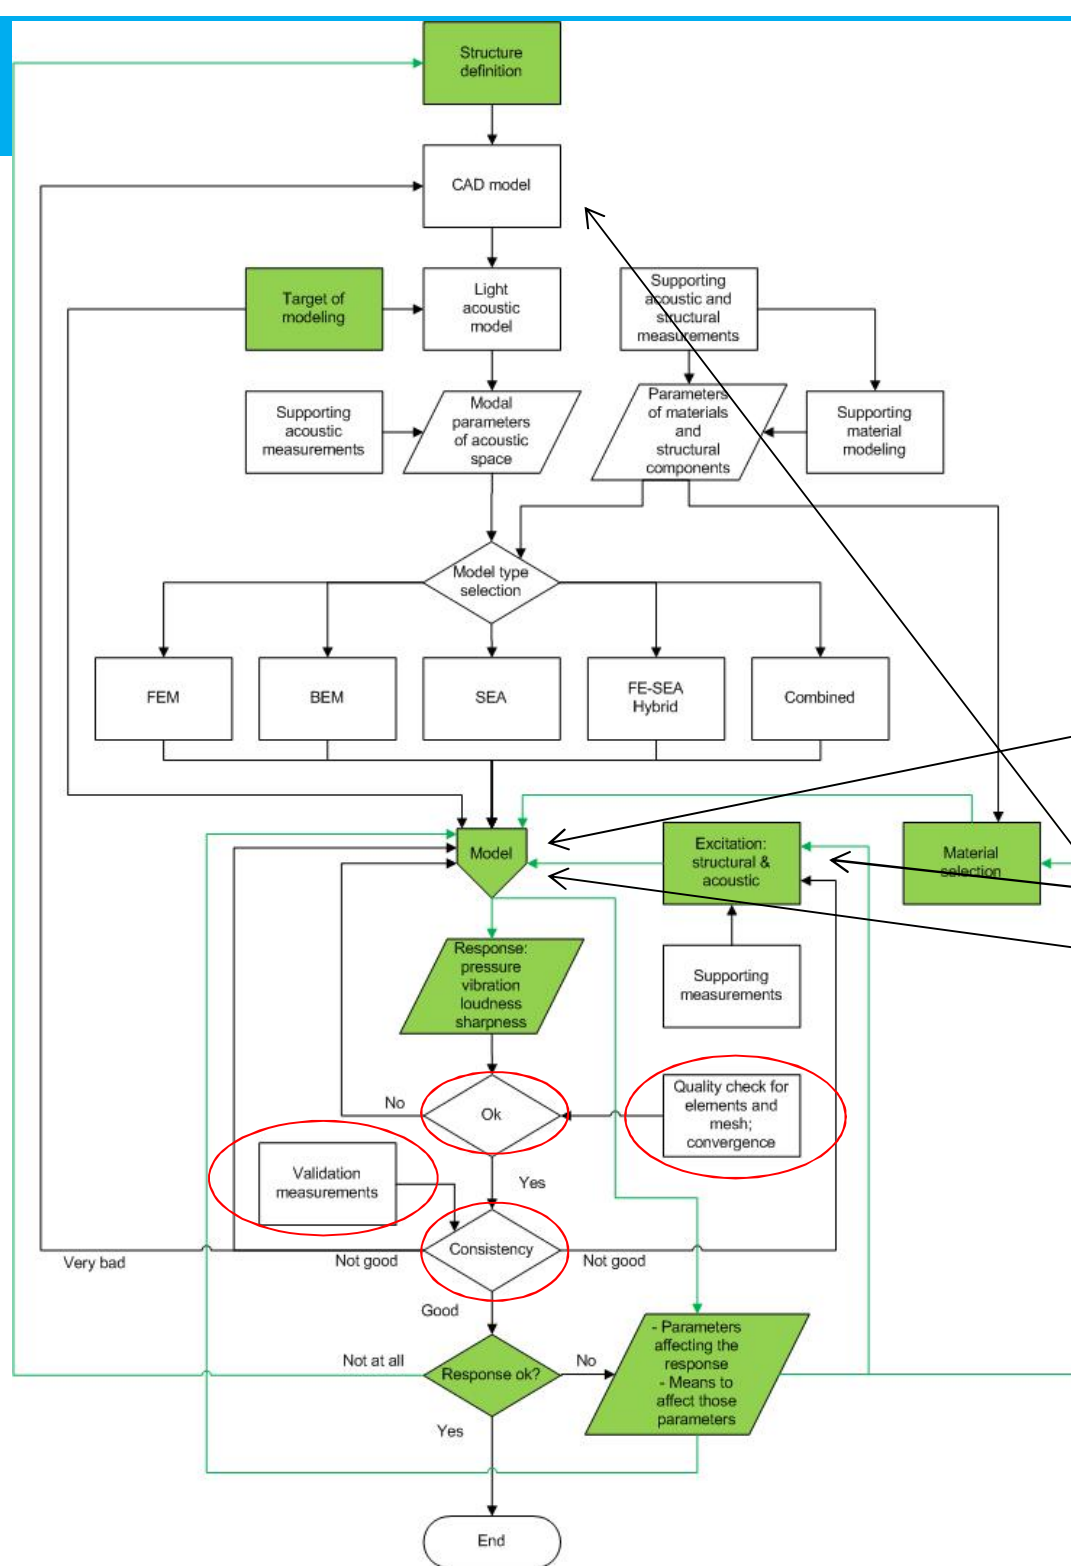 Structure
definition
CAD model
Target of
modeling
Light
acoustic
model
Supporting
acoustic and
structural
measurements
Supporting
acoustic
measurements
Modal
parameters
of acoustic
space
Parameters
of materials
and
structural
components
Supporting
material
modeling
Model type
selection
FEM
BEM
SEA
FE-SEA
Hybrid
Combined
Model
Excitation:
structural &
acoustic
Material
selection
Response:
pressure
vibration
loudness
sharpness
Supporting
measurements
No
Ok
Quality check for
elements and
mesh;
convergence
Validation
measurements
Yes
Consistency
Very bad
Not good
Not good
Good
- Parameters
affecting the
response
- Means to
affect those
parameters
Not at all
Response ok?
No
Yes
End